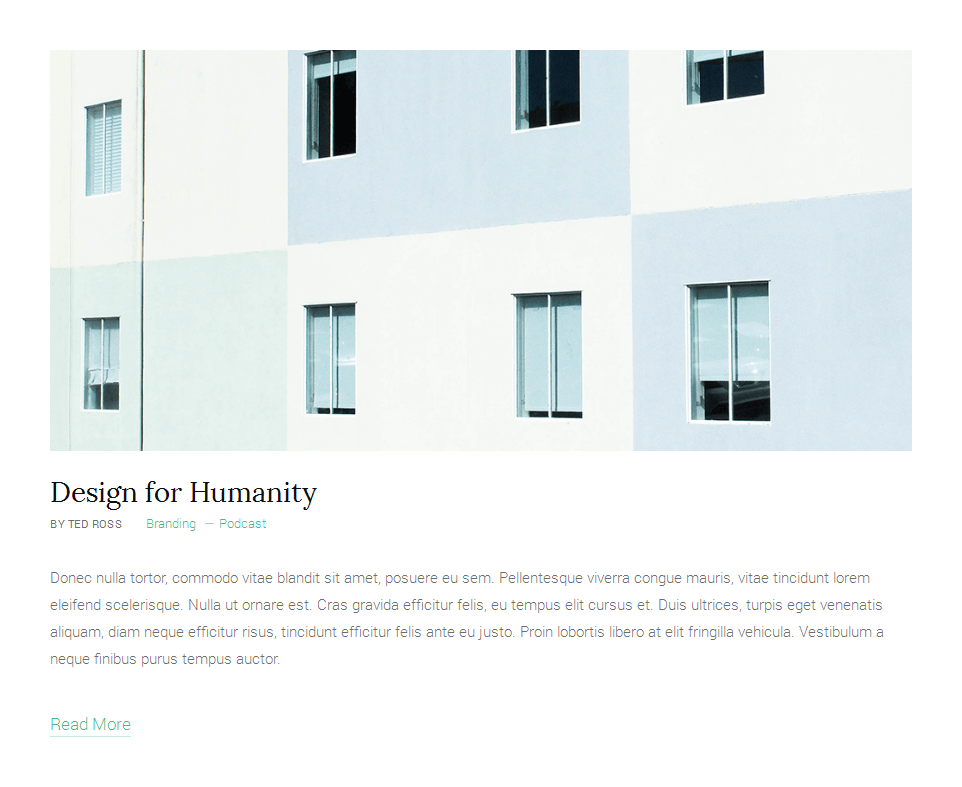 Design for Humanity
BY TED ROSS Branding — Podcast
Donec nulla tortor, commodo vitae blandit sit amet, posuere eu sem. Pellentesque viverra congue mauris, vitae tincidunt lorem
eleifend scelerisque. Nulla ut ornare est. Cras gravida efficitur felis, eu tempus elit cursus et. Duis ultrices, turpis eget venenatis
aliquam, diam neque efficitur risus, tincidunt efficitur felis ante eu justo. Proin lobortis libero at elit fringilla vehicula. Vestibulum a
neque finibus purus tempus auctor.
Read More